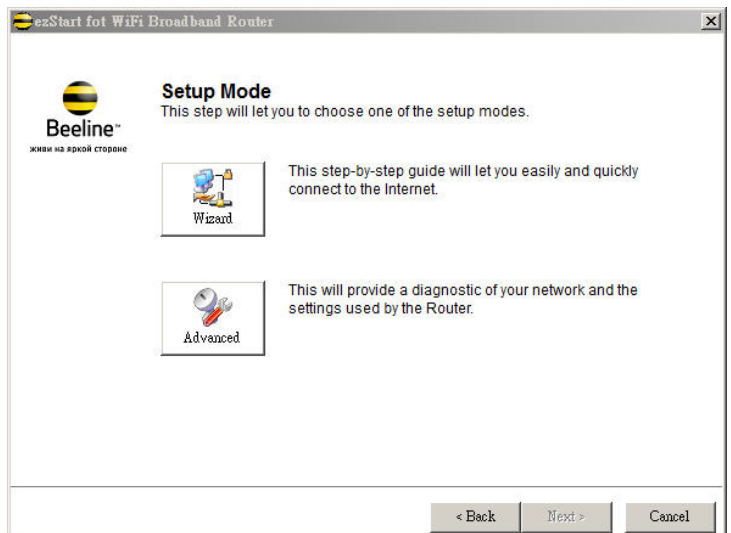 ezStart fot WiFi Broadband Router
Beeline™
живи на яркой стороне
Setup Mode
This step will let you to choose one of the setup modes.
Wizard
This step-by-step guide will let you easily and quickly
connect to the Internet.
Advanced
This will provide a diagnostic of your network and the
settings used by the Router.
< Back
Next >
Cancel